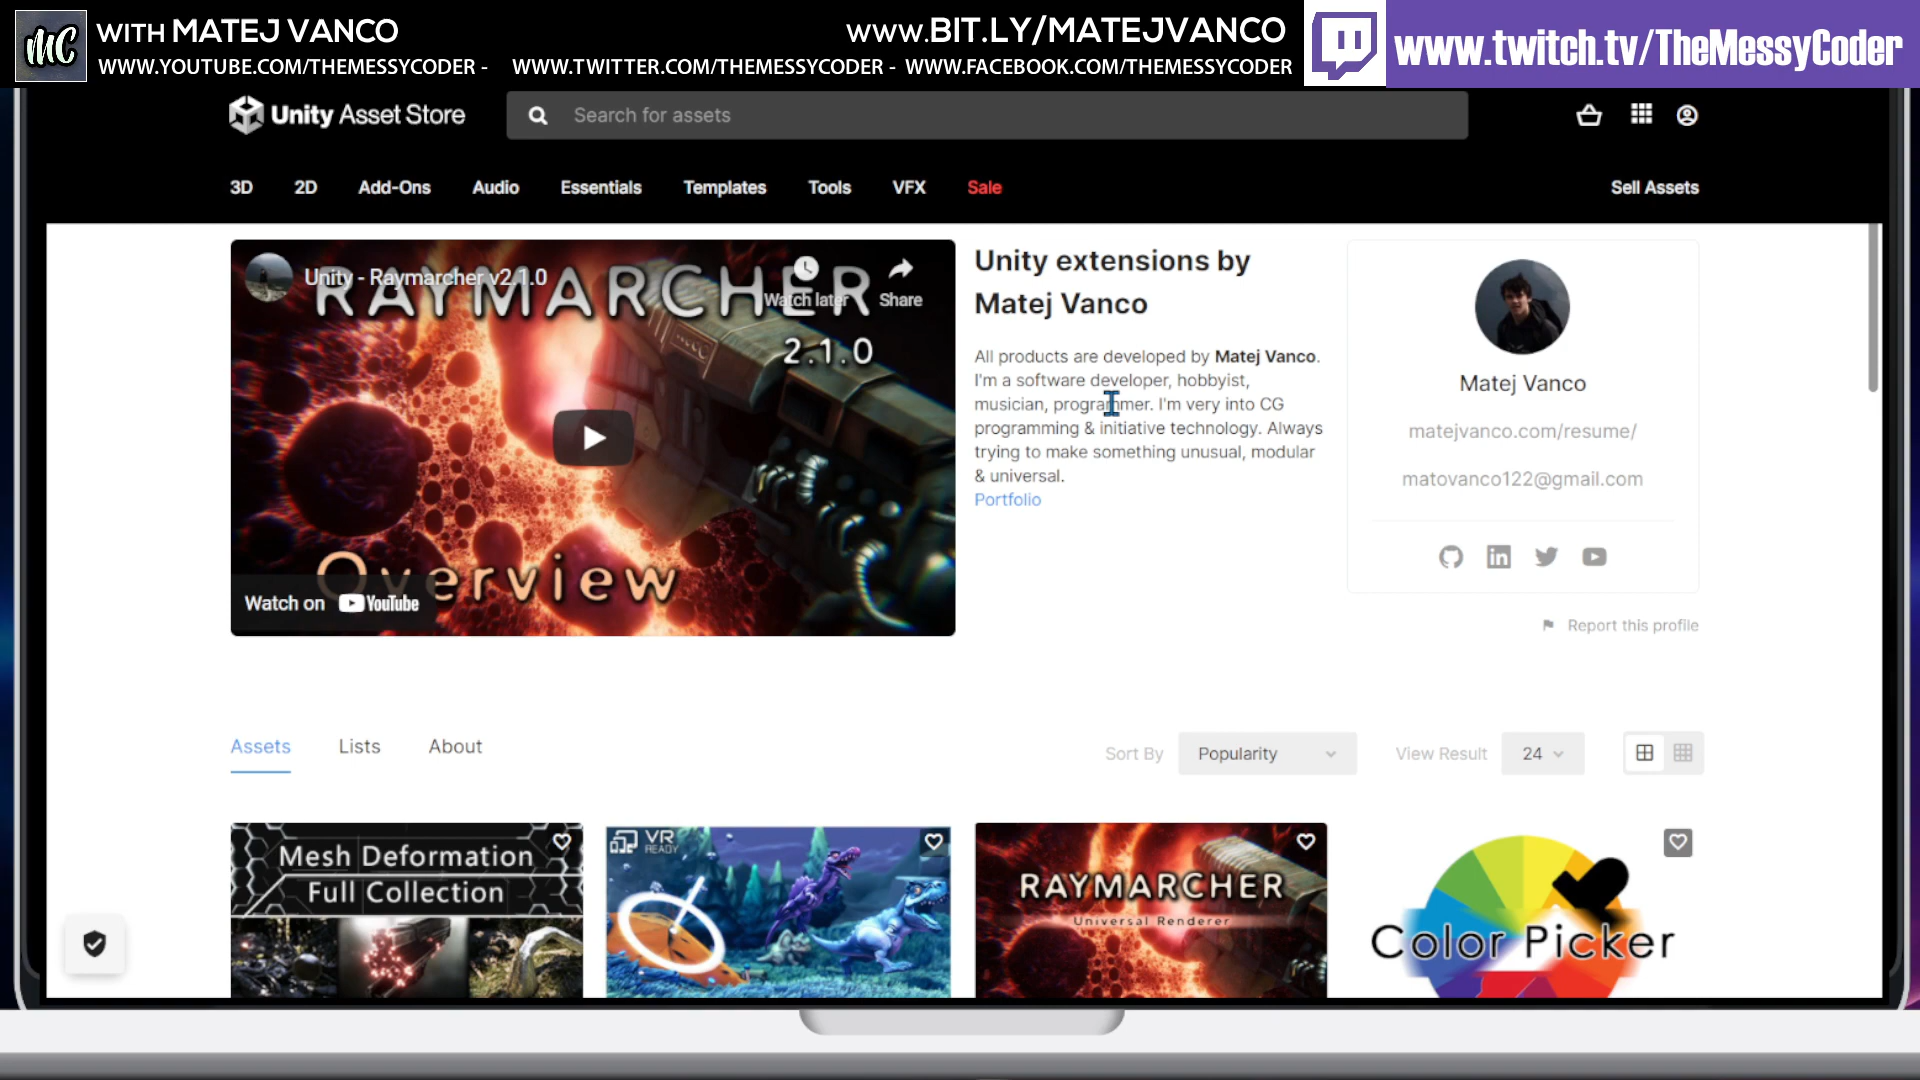 MC
WITH MATEJ VANCO
WWW.BIT.LY/MATEJVANCO
WWW.YOUTUBE.COM/THEMESSYCODER - WWW.TWITTER.COM/THEMESSYCODER - WWW.FACEBOOK.COM/THEMESSYCODER
www.twitch.tv/TheMessyCoder
Unity Asset Store
Search for assets
3D 2D Add-Ons Audio Essentials Templates Tools VFX Sale
Sell Assets
Unity - Raymarcher v2.1.0
Watch later
Share
RAYMARCHER
2.1.0
Overview
Watch on YouTube
Unity extensions by
Matej Vanco
All products are developed by Matej Vanco.
I'm a software developer, hobbyist,
musician, programmer. I'm very into CG
programming & initiative technology. Always
trying to make something unusual, modular
& universal.
Portfolio
Matej Vanco
matejvanco.com/resume/
matovanco122@gmail.com
in
Report this profile
Assets Lists About
Sort By Popularity
View Result 24
Mesh Deformation
Full Collection
VR
READY
RAYMARCHER
Universal Renderer
Color Picker